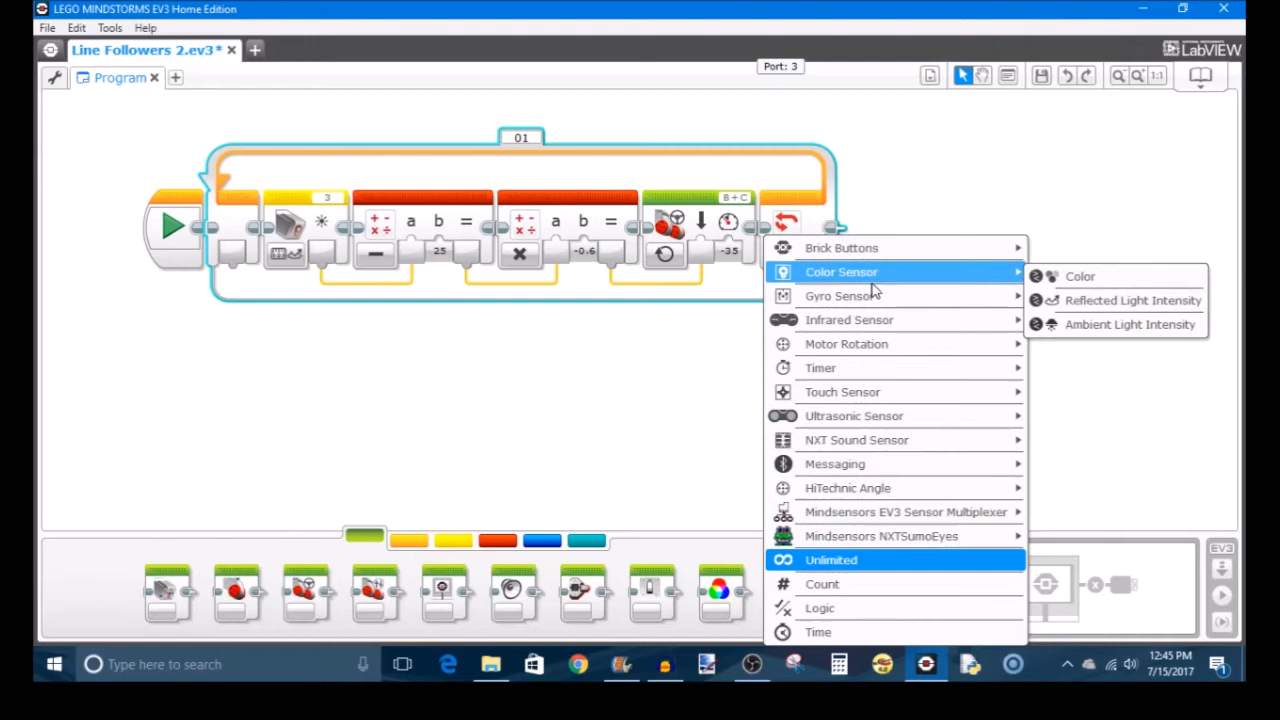 LEGO MINDSTORMS EV3 Home Edition
File Edit Tools Help
Line Followers 2.ev3*
LabVIEW
Port: 3
Program
1:1
01
3
B + C
a b =
a b =
25
-0.6
-35
Brick Buttons
Color Sensor
Gyro Sensor
Infrared Sensor
Motor Rotation
Timer
Touch Sensor
Ultrasonic Sensor
NXT Sound Sensor
Messaging
HiTechnic Angle
Mindsensors EV3 Sensor Multiplexer
Mindsensors NXTSumoEyes
Unlimited
Count
Logic
Time
Color
Reflected Light Intensity
Ambient Light Intensity
EV3
Type here to search
12:45 PM
7/15/2017
1